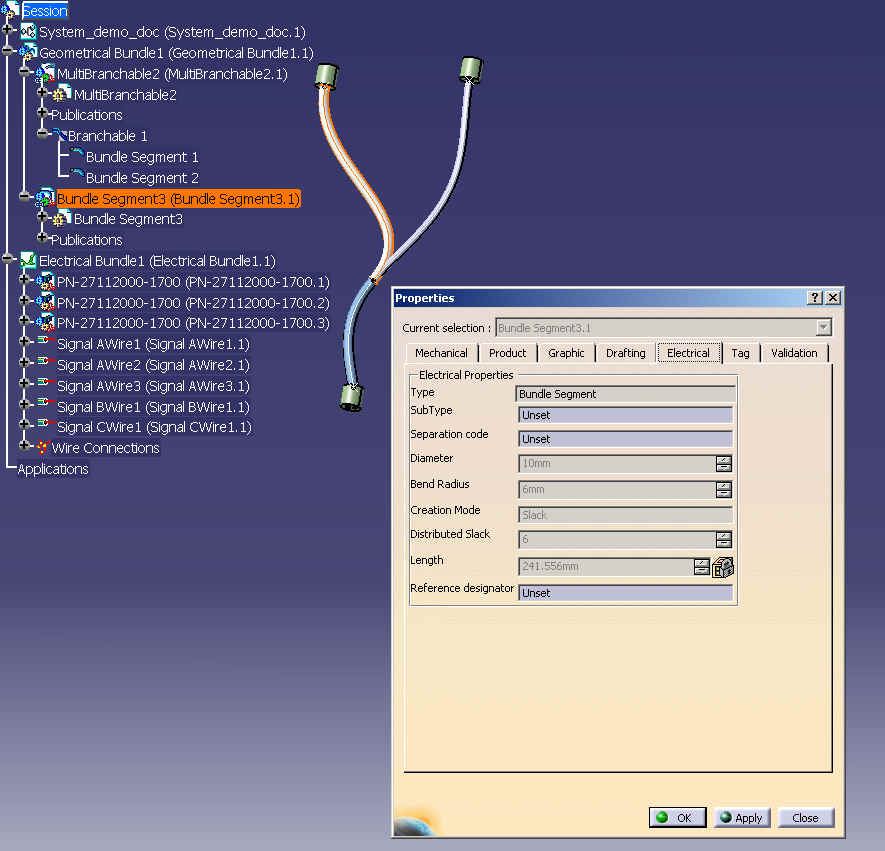 Session
System_demo_doc (System_demo_doc.1)
Geometrical Bundle1 (Geometrical Bundle1.1)
MultiBranchable2 (MultiBranchable2.1)
MultiBranchable2
Publications
Branchable 1
Bundle Segment 1
Bundle Segment 2
Bundle Segment3 (Bundle Segment3.1)
Bundle Segment3
Publications
Electrical Bundle1 (Electrical Bundle1.1)
PN-27112000-1700 (PN-27112000-1700.1)
PN-27112000-1700 (PN-27112000-1700.2)
PN-27112000-1700 (PN-27112000-1700.3)
Signal AWire1 (Signal AWire1.1)
Signal AWire2 (Signal AWire2.1)
Signal AWire3 (Signal AWire3.1)
Signal BWire1 (Signal BWire1.1)
Signal CWire1 (Signal CWire1.1)
Wire Connections
Applications
Properties
Current selection : Bundle Segment3.1
Mechanical Product Graphic Drafting Electrical Tag Validation
Electrical Properties
Type Bundle Segment
SubType Unset
Separation code Unset
Diameter 10mm
Bend Radius 6mm
Creation Mode Slack
Distributed Slack 6
Length 241.556mm
Reference designator Unset
OK Apply Close